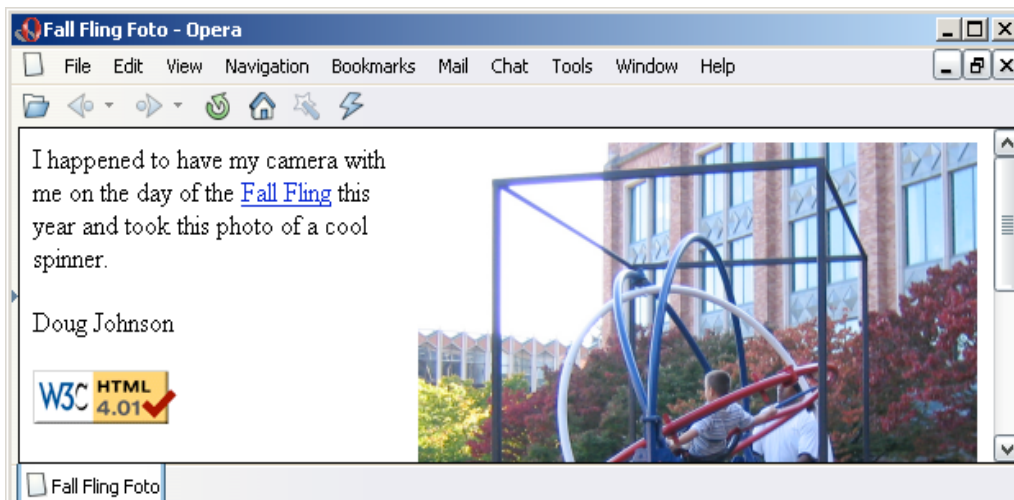 Fall Fling Foto - Opera
File Edit View Navigation Bookmarks Mail Chat Tools Window Help
I happened to have my camera with
me on the day of the Fall Fling this
year and took this photo of a cool
spinner.
Doug Johnson
W3C HTML
4.01
Fall Fling Foto